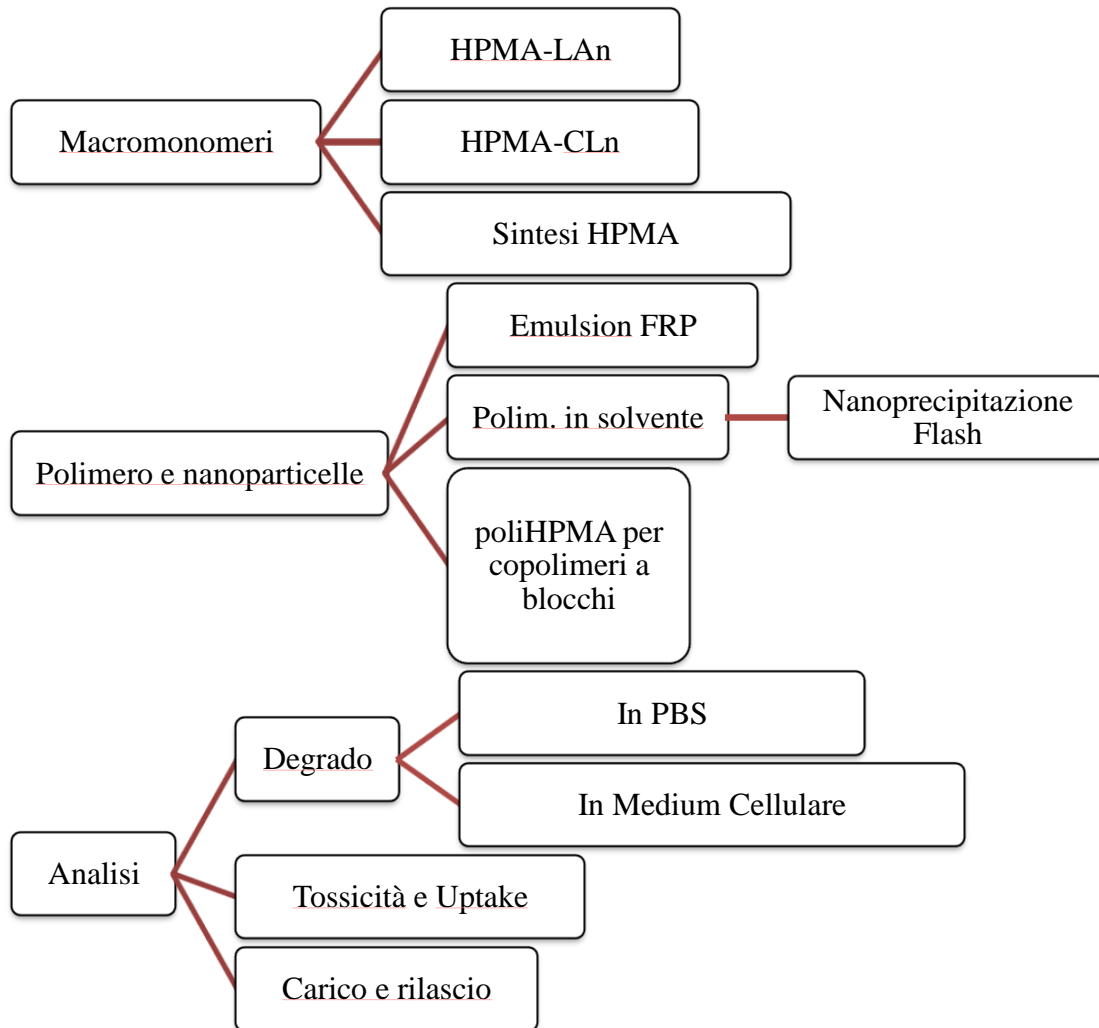 HPMA-LAn
Macromonomeri
HPMA-CLn
Sintesi HPMA
Emulsion FRP
Polim. in solvente
Nanoprecipitazione
Flash
Polimero e nanoparticelle
poliHPMA per
copolimeri a
blocchi
In PBS
Degrado
In Medium Cellulare
Analisi
Tossicità e Uptake
Carico e rilascio